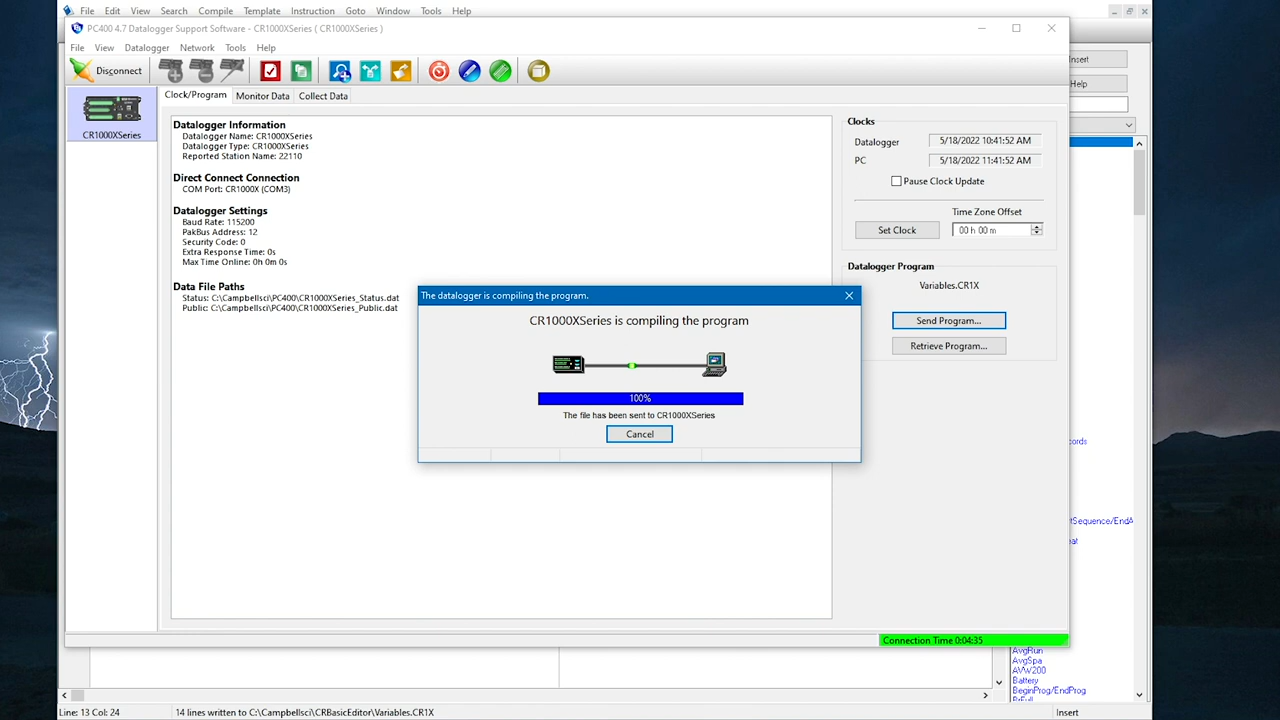 File Edit View Search Compile Template Instruction Goto Window Tools Help
PC400 4.7 Datalogger Support Software - CR1000XSeries ( CR1000XSeries )
File View Datalogger Network Tools Help
Disconnect
Insert
Help
CR1000XSeries
Clock/Program Monitor Data Collect Data
Datalogger Information
Datalogger Name: CR1000XSeries
Datalogger Type: CR1000XSeries
Reported Station Name: 22110
Direct Connect Connection
COM Port: CR1000X (COM3)
Datalogger Settings
Baud Rate: 115200
PakBus Address: 12
Security Code: 0
Extra Response Time: 0s
Max Time Online: 0h 0m 0s
Data File Paths
Status: C:\Campbellsci\PC400\CR1000XSeries_Status.dat
Public: C:\Campbellsci\PC400\CR1000XSeries_Public.dat
Clocks
Datalogger 5/18/2022 10:41:52 AM
PC 5/18/2022 11:41:52 AM
Pause Clock Update
Time Zone Offset
Set Clock 00 h 00 m
Datalogger Program
Variables.CR1X
Send Program...
Retrieve Program...
The datalogger is compiling the program.
CR1000XSeries is compiling the program
100%
The file has been sent to CR1000XSeries
Cancel
cords
tSequence/EndA
eat
Connection Time 0:04:35
AvgRun
AvgSpa
AVW200
Battery
BeginProg/EndProg
Line: 13 Col: 24 14 lines written to C:\Campbellsci\CRBasicEditor\Variables.CR1X Insert